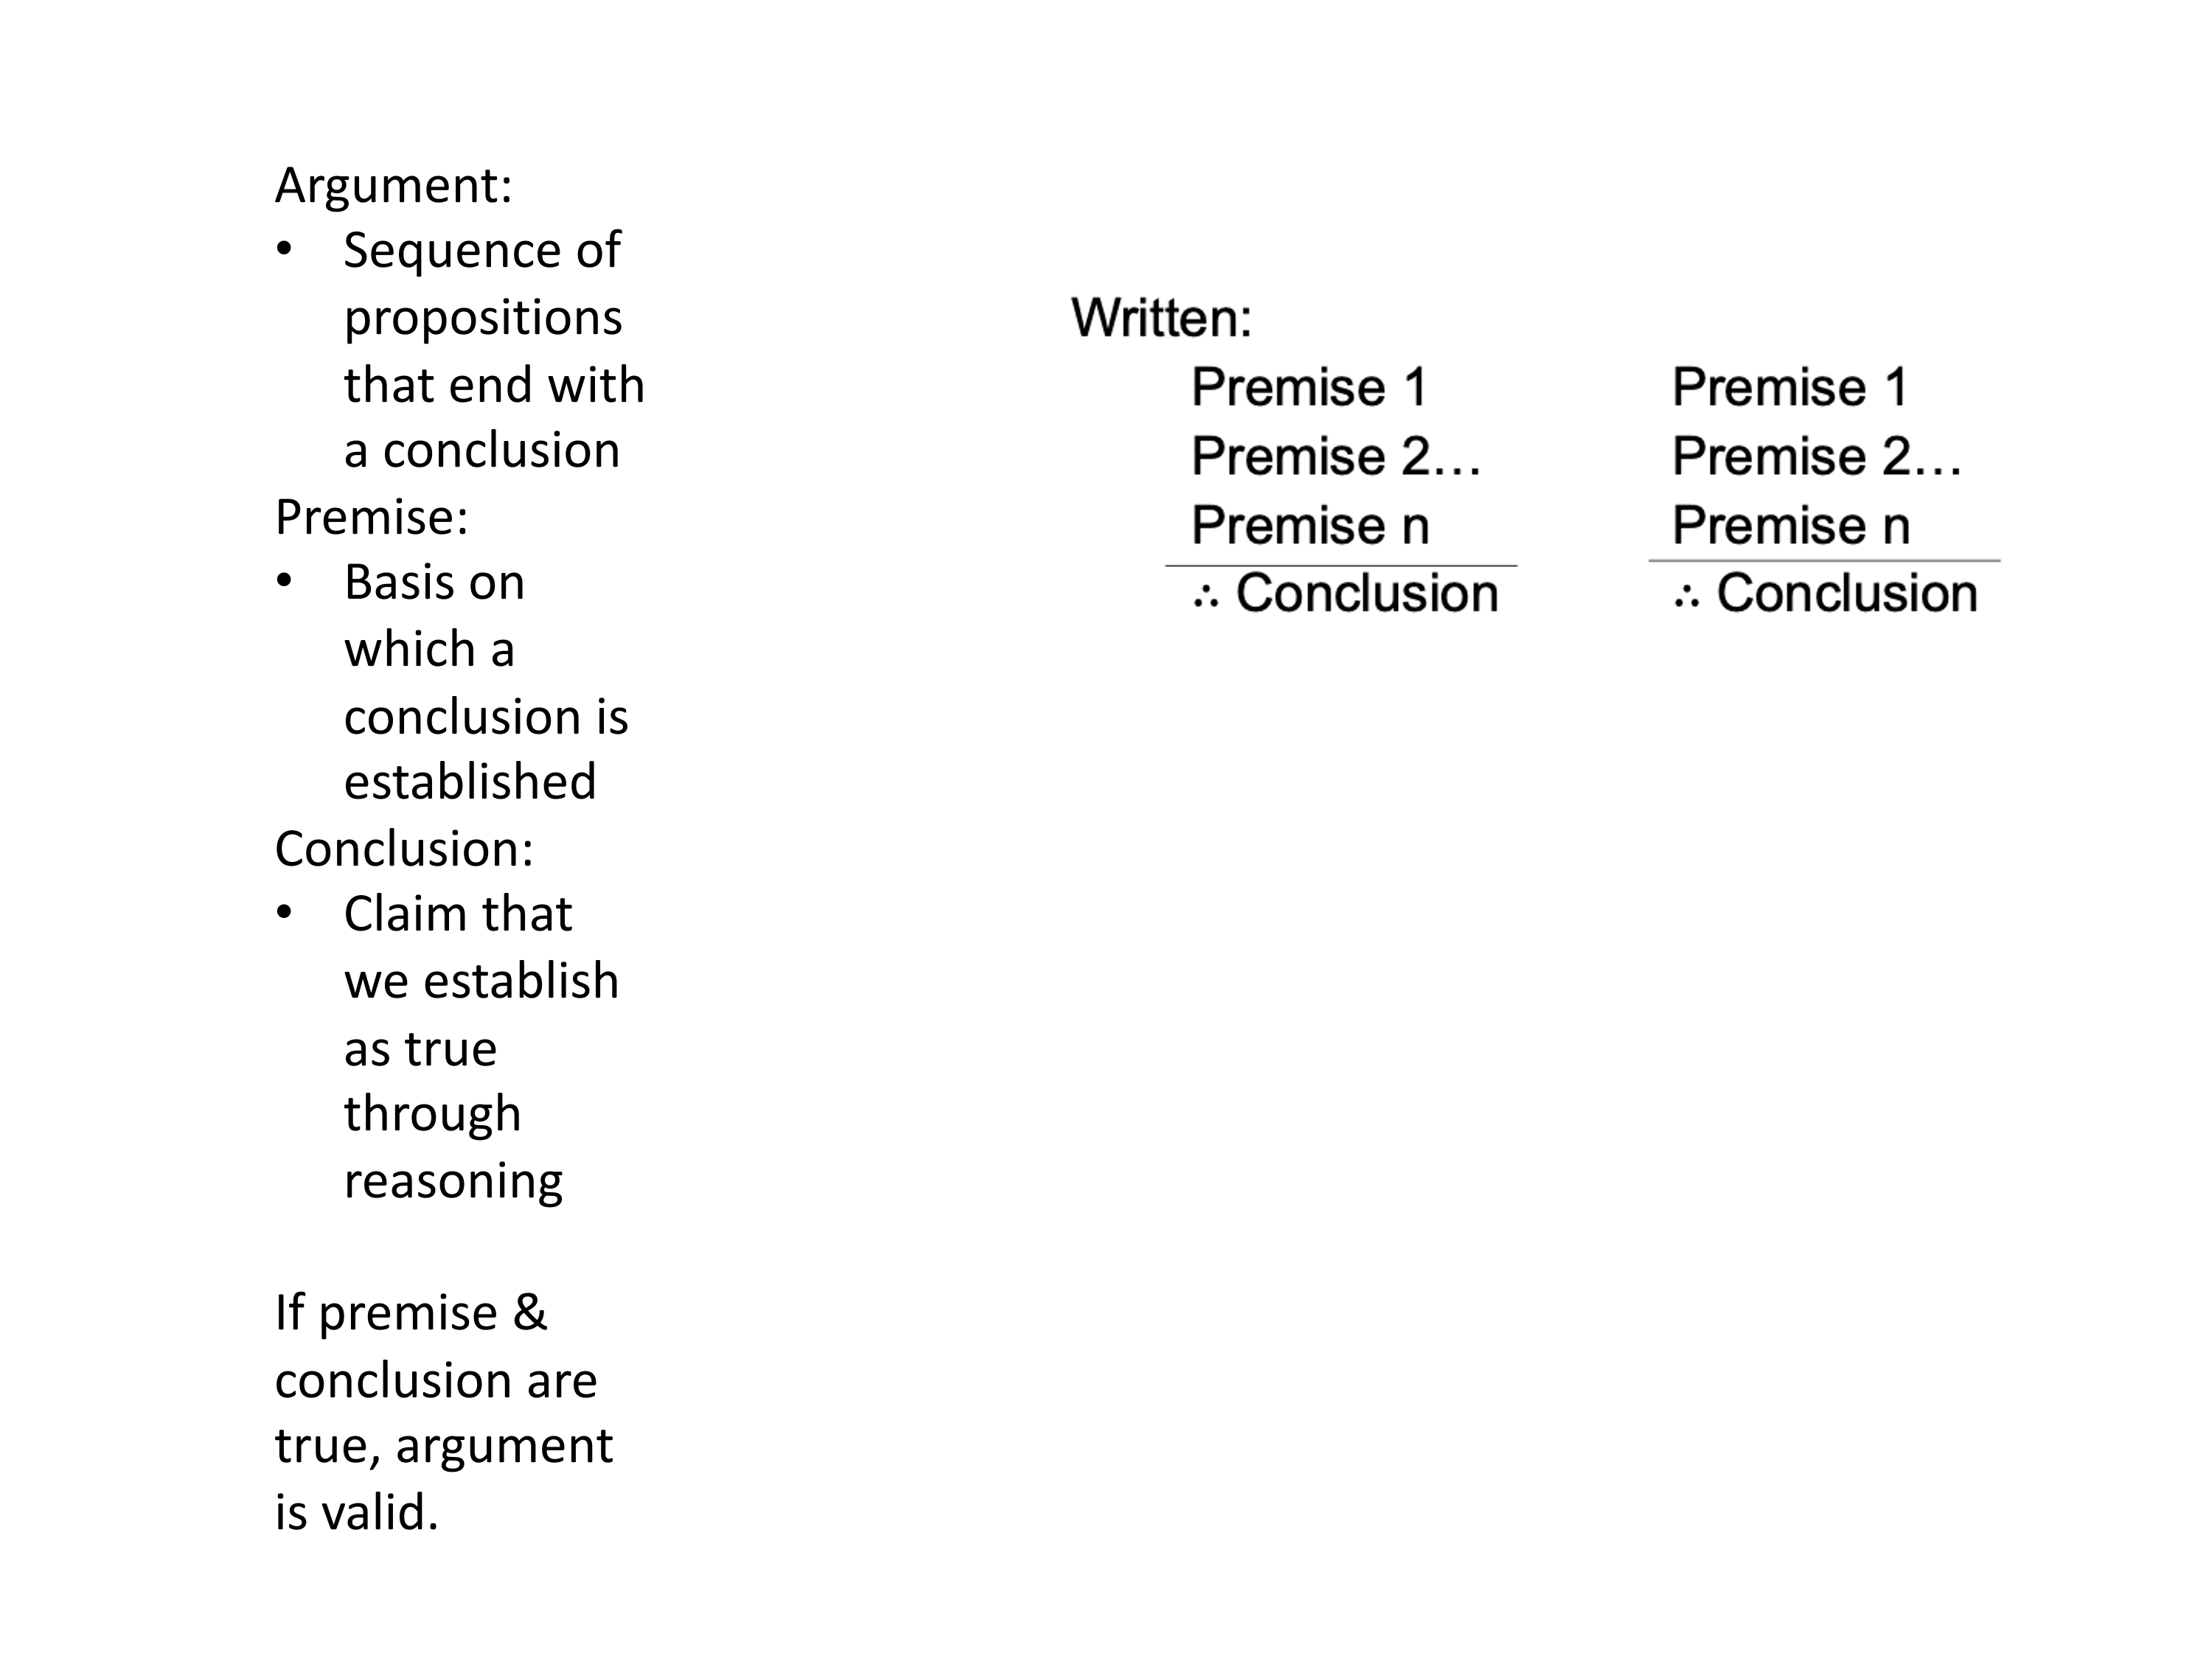 Argument:
• Sequence of
propositions
that end with
a conclusion
Premise:
• Basis on
which a
conclusion is
established
Conclusion:
• Claim that
we establish
as true
through
reasoning
If premise &
conclusion are
true, argument
is valid.
Written:
Premise 1
Premise 2...
Premise n
∴ Conclusion
Premise 1
Premise 2...
Premise n
∴ Conclusion